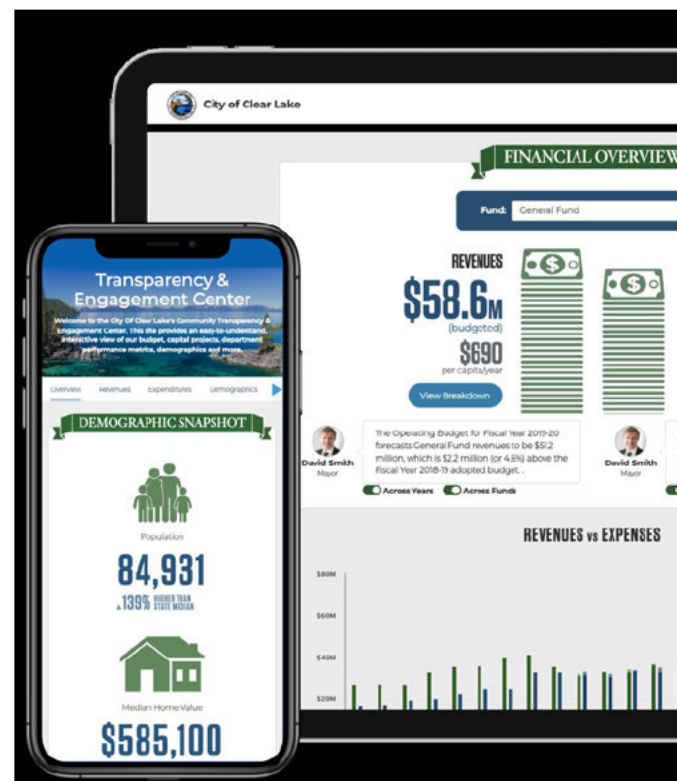 City of Clear Lake
FINANCIAL OVERVIEW
Fund:
General Fund
REVENUES
$58.6M
(budgeted)
$690
per capita/year
View Breakdown
David Smith
Mayor
The Operating Budget for Fiscal Year 2019-20
forecasts General Fund revenues to be $51.2
million, which is $2.2 million (or 4.5%) above the
Fiscal Year 2018-19 adopted budget. .
David Smith
Mayor
Across Years
Across Funds
REVENUES vs EXPENSES
$80M
$60M
$40M
$20M
Transparency &
Engagement Center
Welcome to the City Of Clear Lake's Community Transparency &
Engagement Center. This site provides an easy-to-understand,
interactive view of our budget, capital projects, department
performance metrics, demographics and more.
Overview
Revenues
Expenditures
Demographics
DEMOGRAPHIC SNAPSHOT
Population
84,931
▲139% HIGHER THAN
STATE MEDIAN
Median Home Value
$585,100